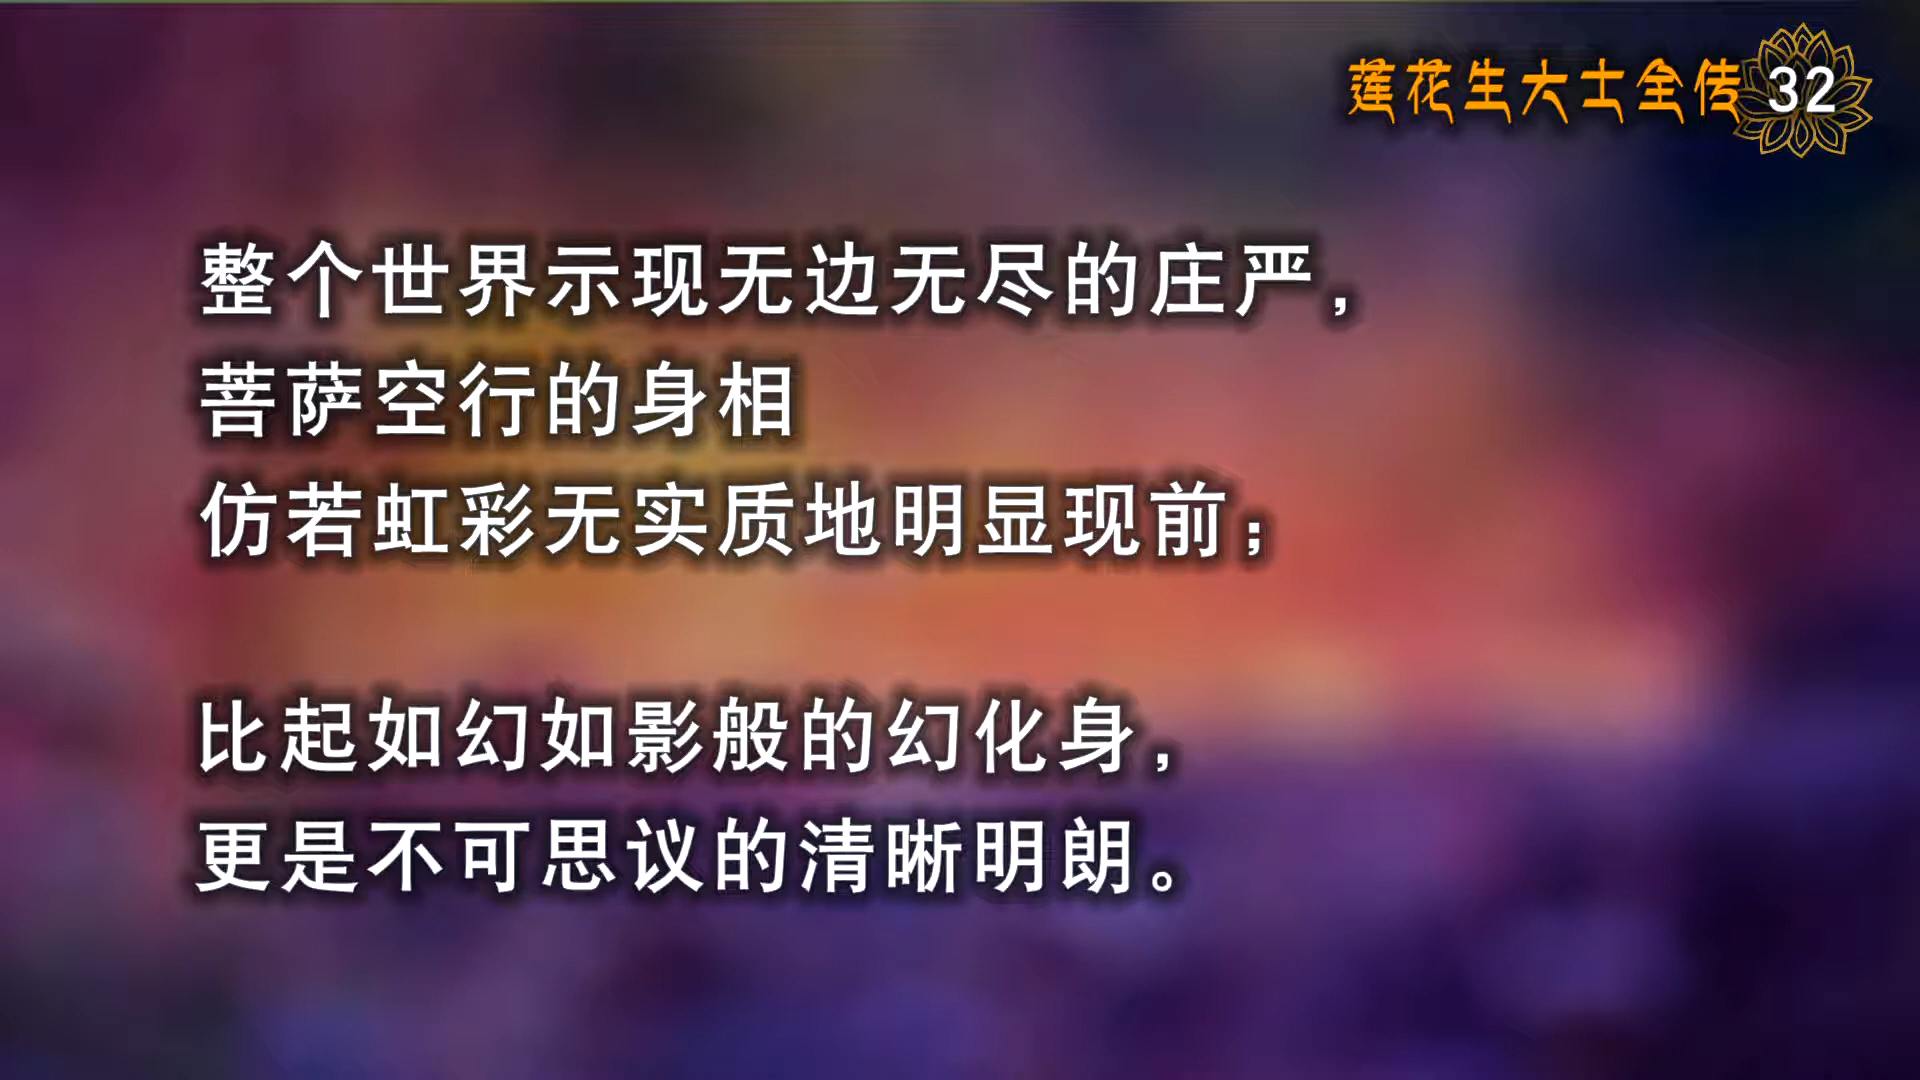 莲花生大士全传 32
整个世界示现无边无尽的庄严，
菩萨空行的身相
仿若虹彩无实质地明显现前；
比起如幻如影般的幻化身，
更是不可思议的清晰明朗。